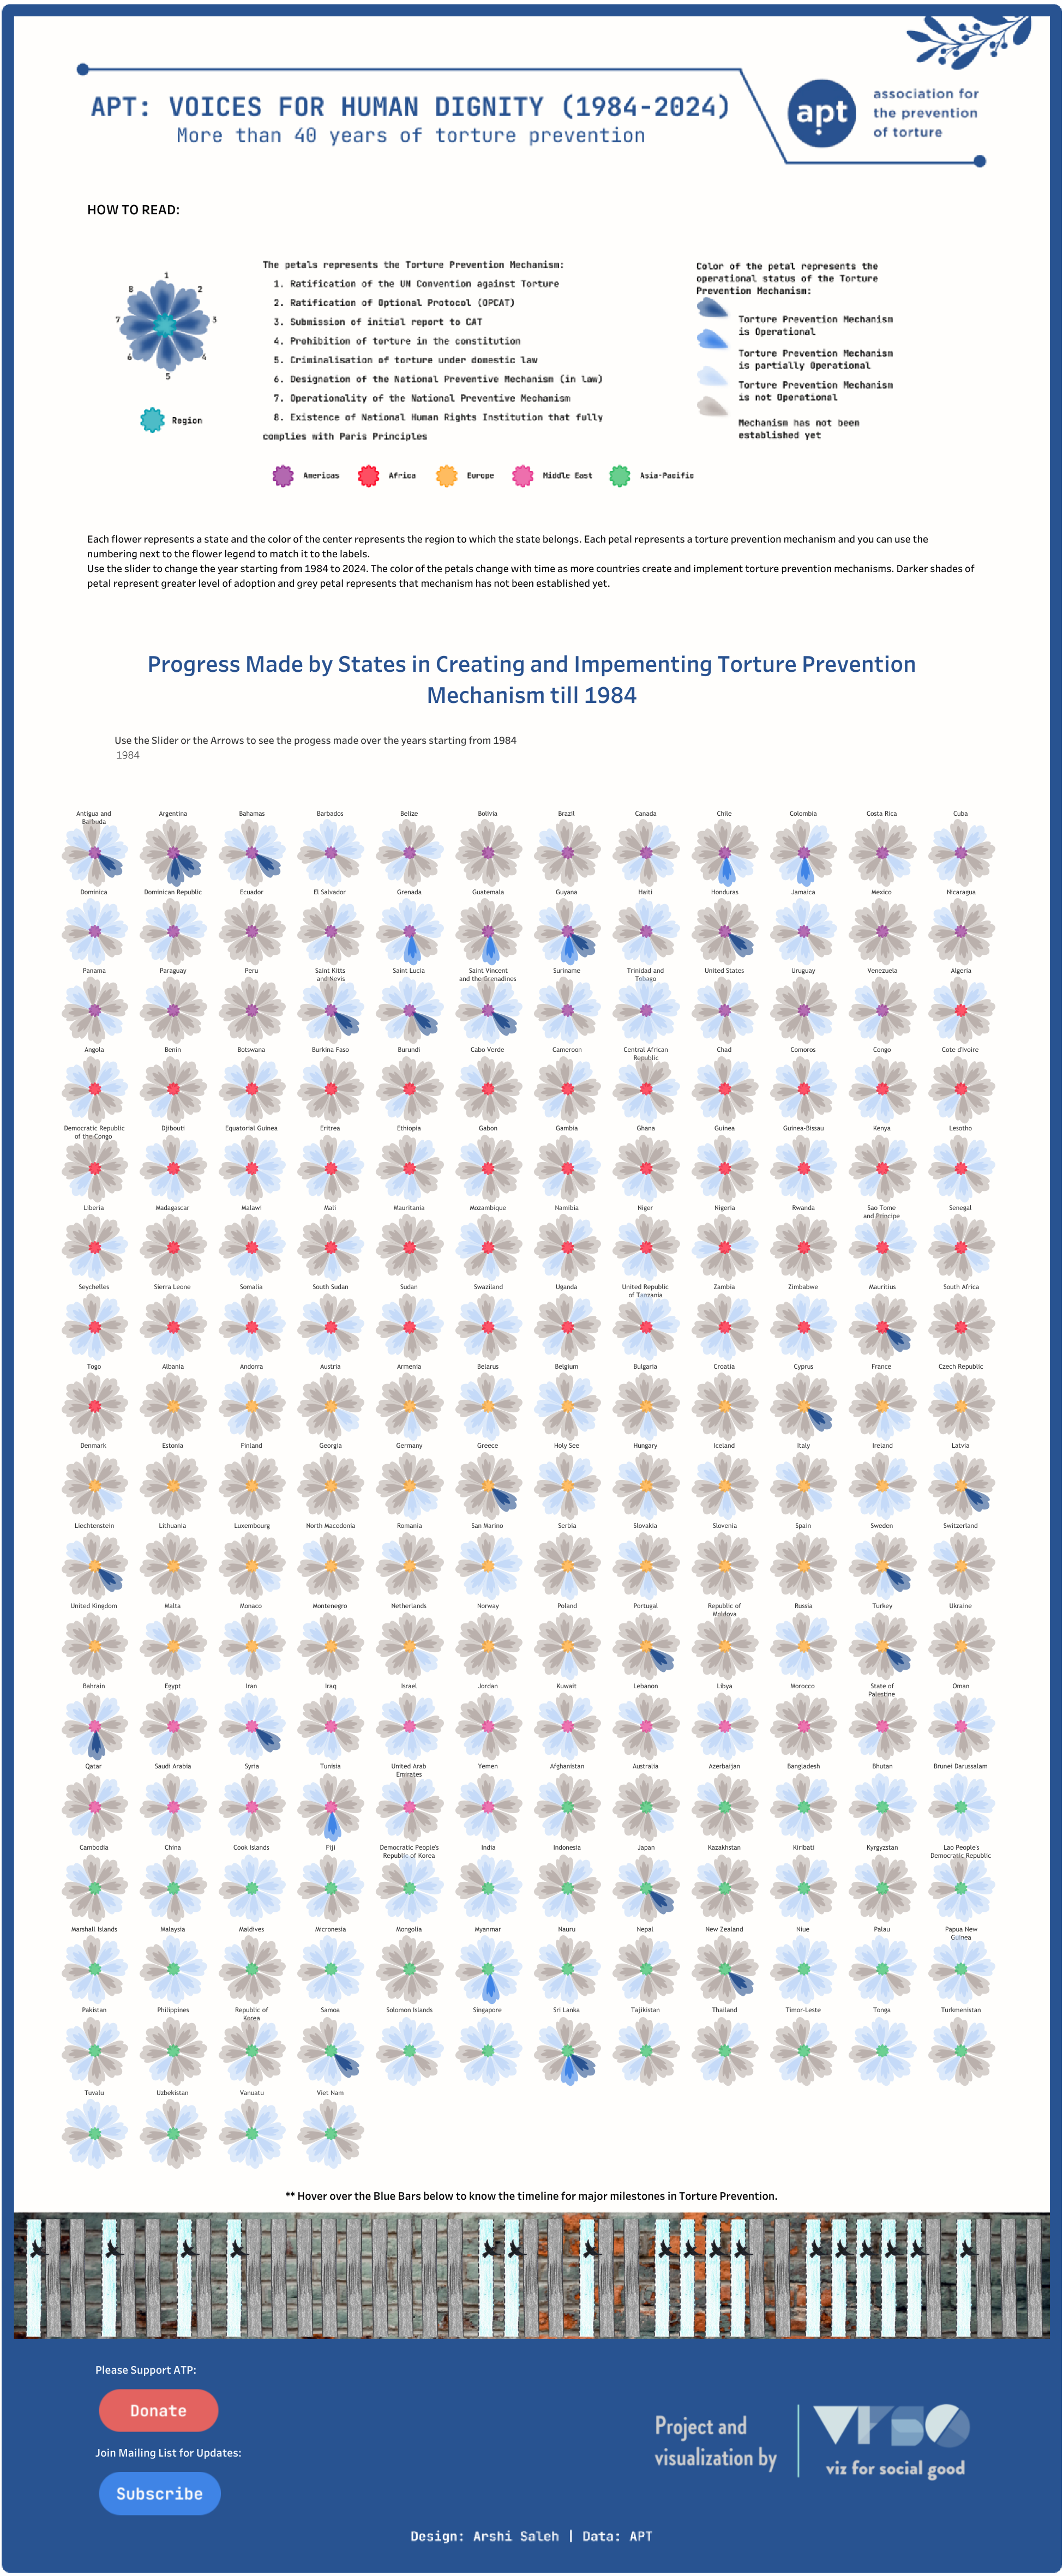 APT: VOICES FOR HUMAN DIGNITY (1984-2024)
More than 40 years of torture prevention
apt
association for
the prevention
of torture
HOW TO READ:
1
2
3
4
5
6
7
8
Region
The petals represents the Torture Prevention Mechanism:
1. Ratification of the UN Convention against Torture
2. Ratification of Optional Protocol (OPCAT)
3. Submission of initial report to CAT
4. Prohibition of torture in the constitution
5. Criminalisation of torture under domestic law
6. Designation of the National Preventive Mechanism (in law)
7. Operationality of the National Preventive Mechanism
8. Existence of National Human Rights Institution that fully
complies with Paris Principles
Color of the petal represents the
operational status of the Torture
Prevention Mechanism:
Torture Prevention Mechanism
is Operational
Torture Prevention Mechanism
is partially Operational
Torture Prevention Mechanism
is not Operational
Mechanism has not been
established yet
Americas Africa Europe Middle East Asia-Pacific
Each flower represents a state and the color of the center represents the region to which the state belongs. Each petal represents a torture prevention mechanism and you can use the
numbering next to the flower legend to match it to the labels.
Use the slider to change the year starting from 1984 to 2024. The color of the petals change with time as more countries create and implement torture prevention mechanisms. Darker shades of
petal represent greater level of adoption and grey petal represents that mechanism has not been established yet.
Progress Made by States in Creating and Impementing Torture Prevention
Mechanism till 1984
Use the Slider or the Arrows to see the progess made over the years starting from 1984
1984
Antigua and
Barbuda
Argentina
Bahamas
Barbados
Belize
Bolivia
Brazil
Canada
Chile
Colombia
Costa Rica
Cuba
Dominica
Dominican Republic
Ecuador
El Salvador
Grenada
Guatemala
Guyana
Haiti
Honduras
Jamaica
Mexico
Nicaragua
Panama
Paraguay
Peru
Saint Kitts
and Nevis
Saint Lucia
Saint Vincent
and the Grenadines
Suriname
Trinidad and
Tobago
United States
Uruguay
Venezuela
Algeria
Angola
Benin
Botswana
Burkina Faso
Burundi
Cabo Verde
Cameroon
Central African
Republic
Chad
Comoros
Congo
Cote d'Ivoire
Democratic Republic
of the Congo
Djibouti
Equatorial Guinea
Eritrea
Ethiopia
Gabon
Gambia
Ghana
Guinea
Guinea-Bissau
Kenya
Lesotho
Liberia
Madagascar
Malawi
Mali
Mauritania
Mozambique
Namibia
Niger
Nigeria
Rwanda
Sao Tome
and Principe
Senegal
Seychelles
Sierra Leone
Somalia
South Sudan
Sudan
Swaziland
Uganda
United Republic
of Tanzania
Zambia
Zimbabwe
Mauritius
South Africa
Togo
Albania
Andorra
Austria
Armenia
Belarus
Belgium
Bulgaria
Croatia
Cyprus
France
Czech Republic
Denmark
Estonia
Finland
Georgia
Germany
Greece
Holy See
Hungary
Iceland
Italy
Ireland
Latvia
Liechtenstein
Lithuania
Luxembourg
North Macedonia
Romania
San Marino
Serbia
Slovakia
Slovenia
Spain
Sweden
Switzerland
United Kingdom
Malta
Monaco
Montenegro
Netherlands
Norway
Poland
Portugal
Republic of
Moldova
Russia
Turkey
Ukraine
Bahrain
Egypt
Iran
Iraq
Israel
Jordan
Kuwait
Lebanon
Libya
Morocco
State of
Palestine
Oman
Qatar
Saudi Arabia
Syria
Tunisia
United Arab
Emirates
Yemen
Afghanistan
Australia
Azerbaijan
Bangladesh
Bhutan
Brunei Darussalam
Cambodia
China
Cook Islands
Fiji
Democratic People's
Republic of Korea
India
Indonesia
Japan
Kazakhstan
Kiribati
Kyrgyzstan
Lao People's
Democratic Republic
Marshall Islands
Malaysia
Maldives
Micronesia
Mongolia
Myanmar
Nauru
Nepal
New Zealand
Niue
Palau
Papua New
Guinea
Pakistan
Philippines
Republic of
Korea
Samoa
Solomon Islands
Singapore
Sri Lanka
Tajikistan
Thailand
Timor-Leste
Tonga
Turkmenistan
Tuvalu
Uzbekistan
Vanuatu
Viet Nam
** Hover over the Blue Bars below to know the timeline for major milestones in Torture Prevention.
Please Support ATP:
Donate
Join Mailing List for Updates:
Subscribe
Project and
visualization by
viz for social good
Design: Arshi Saleh | Data: APT